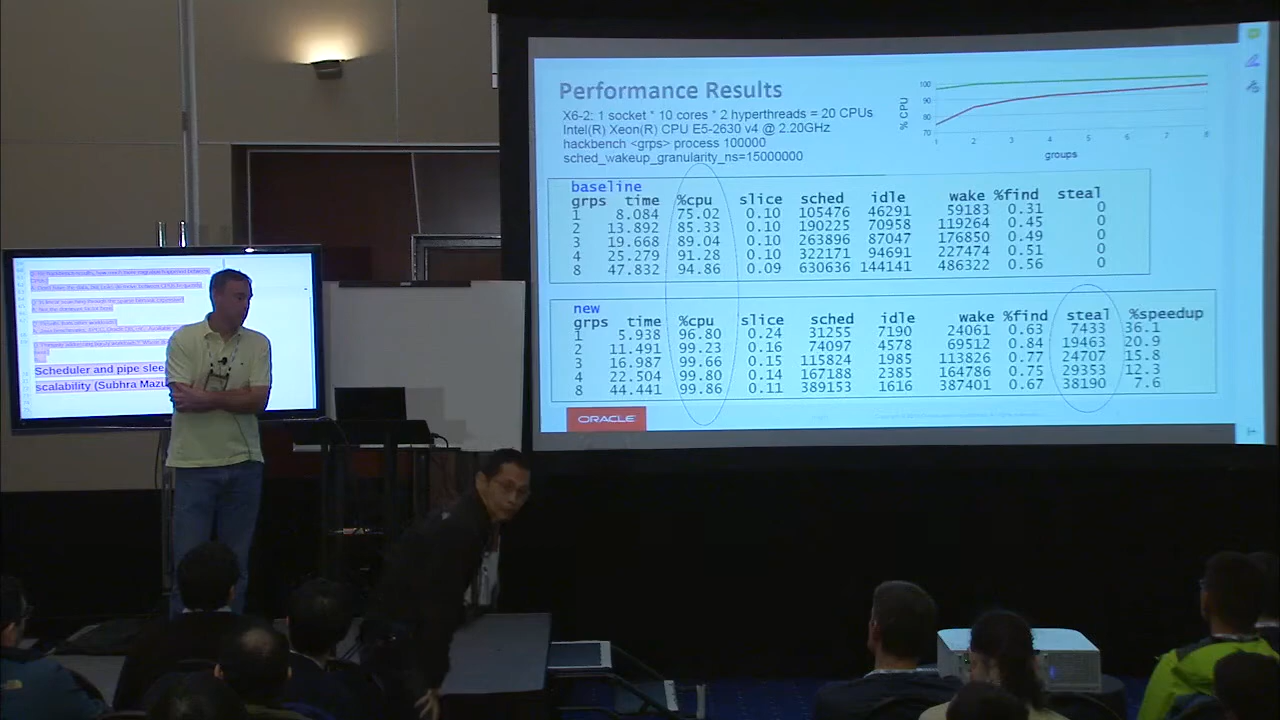 Performance Results
X6-2: 1 socket * 10 cores * 2 hyperthreads = 20 CPUs
Intel(R) Xeon(R) CPU E5-2630 v4 @ 2.20GHz
hackbench <grps> process 100000
sched_wakeup_granularity_ns=15000000
% CPU
100
90
80
70
1 2 3 4 5 6 7 8
groups
baseline
grps time %cpu slice sched idle wake %find steal
1 8.084 75.02 0.10 105476 46291 59183 0.31 0
2 13.892 85.33 0.10 190225 70958 119264 0.45 0
3 19.668 89.04 0.10 263896 87047 176850 0.49 0
4 25.279 91.28 0.10 322171 94691 227474 0.51 0
8 47.832 94.86 0.09 630636 144141 486322 0.56 0
new
grps time %cpu slice sched idle wake %find steal %speedup
1 5.938 96.80 0.24 31255 7190 24061 0.63 7433 36.1
2 11.491 99.23 0.16 74097 4578 69512 0.84 19463 20.9
3 16.987 99.66 0.15 115824 1985 113826 0.77 24707 15.8
4 22.504 99.80 0.14 167188 2385 164786 0.75 29353 12.3
8 44.441 99.86 0.11 389153 1616 387401 0.67 38190 7.6
ORACLE
Scheduler and pipe
scalability (Subhra